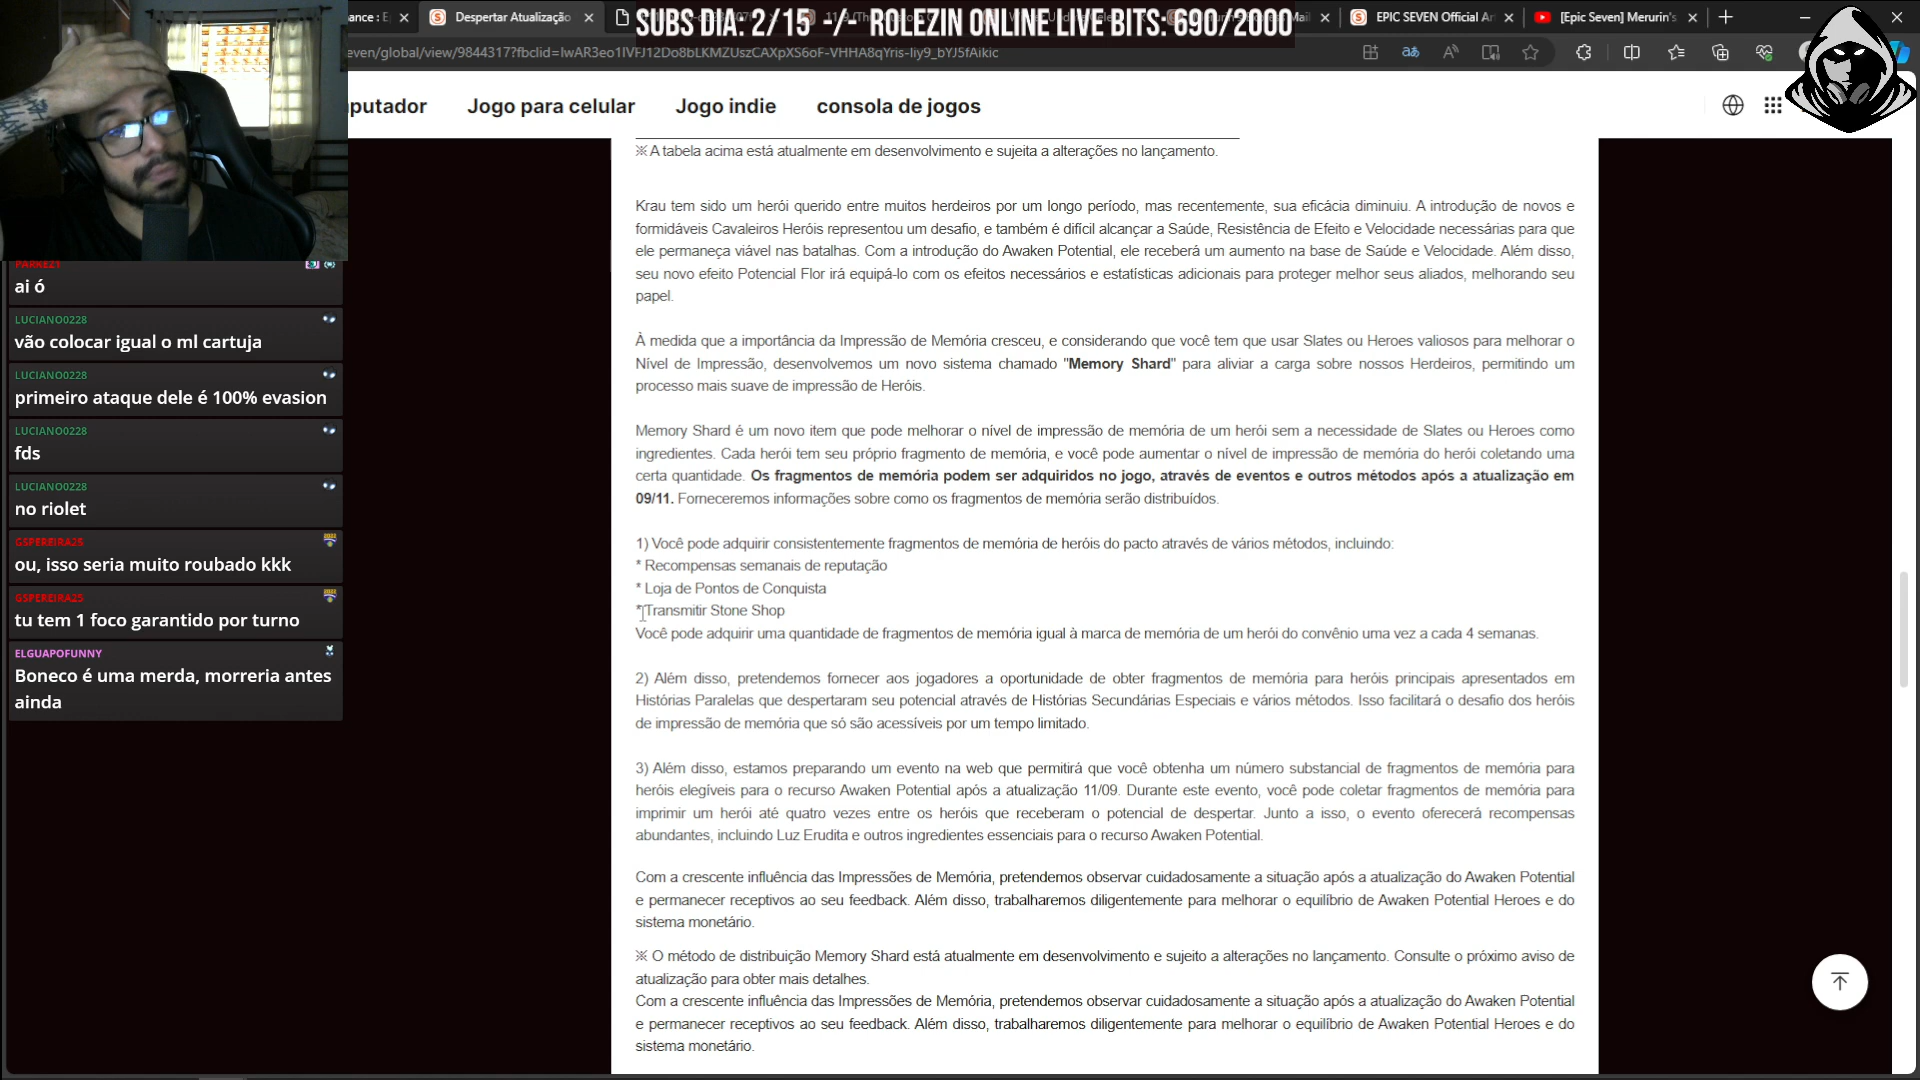 ance : E
Despertar Atualização
SUBS DIA: 2/15 -/- ROLEZIN ONLINE LIVE BITS: 690/2000
EPIC SEVEN Official Ar
[Epic Seven] Merurin's
even/global/view/9844317?fbclid=IwAR3eo1IVFJ12Do8bLKMZUszCAXpXS6oF-VHHA8qYris-Iiy9_bYJ5fAikic
putador
Jogo para celular
Jogo indie
consola de jogos
※A tabela acima está atualmente em desenvolvimento e sujeita a alterações no lançamento.
Krau tem sido um herói querido entre muitos herdeiros por um longo período, mas recentemente, sua eficácia diminuiu. A introdução de novos e
formidáveis Cavaleiros Heróis representou um desafio, e também é difícil alcançar a Saúde, Resistência de Efeito e Velocidade necessárias para que
ele permaneça viável nas batalhas. Com a introdução do Awaken Potential, ele receberá um aumento na base de Saúde e Velocidade. Além disso,
seu novo efeito Potencial Flor irá equipá-lo com os efeitos necessários e estatísticas adicionais para proteger melhor seus aliados, melhorando seu
papel.
À medida que a importância da Impressão de Memória cresceu, e considerando que você tem que usar Slates ou Heroes valiosos para melhorar o
Nível de Impressão, desenvolvemos um novo sistema chamado "Memory Shard" para aliviar a carga sobre nossos Herdeiros, permitindo um
processo mais suave de impressão de Heróis.
Memory Shard é um novo item que pode melhorar o nível de impressão de memória de um herói sem a necessidade de Slates ou Heroes como
ingredientes. Cada herói tem seu próprio fragmento de memória, e você pode aumentar o nível de impressão de memória do herói coletando uma
certa quantidade. Os fragmentos de memória podem ser adquiridos no jogo, através de eventos e outros métodos após a atualização em
09/11. Forneceremos informações sobre como os fragmentos de memória serão distribuídos.
1) Você pode adquirir consistentemente fragmentos de memória de heróis do pacto através de vários métodos, incluindo:
* Recompensas semanais de reputação
* Loja de Pontos de Conquista
* Transmitir Stone Shop
Você pode adquirir uma quantidade de fragmentos de memória igual à marca de memória de um herói do convênio uma vez a cada 4 semanas.
2) Além disso, pretendemos fornecer aos jogadores a oportunidade de obter fragmentos de memória para heróis principais apresentados em
Histórias Paralelas que despertaram seu potencial através de Histórias Secundárias Especiais e vários métodos. Isso facilitará o desafio dos heróis
de impressão de memória que só são acessíveis por um tempo limitado.
3) Além disso, estamos preparando um evento na web que permitirá que você obtenha um número substancial de fragmentos de memória para
heróis elegíveis para o recurso Awaken Potential após a atualização 11/09. Durante este evento, você pode coletar fragmentos de memória para
imprimir um herói até quatro vezes entre os heróis que receberam o potencial de despertar. Junto a isso, o evento oferecerá recompensas
abundantes, incluindo Luz Erudita e outros ingredientes essenciais para o recurso Awaken Potential.
Com a crescente influência das Impressões de Memória, pretendemos observar cuidadosamente a situação após a atualização do Awaken Potential
e permanecer receptivos ao seu feedback. Além disso, trabalharemos diligentemente para melhorar o equilíbrio de Awaken Potential Heroes e do
sistema monetário.
※ O método de distribuição Memory Shard está atualmente em desenvolvimento e sujeito a alterações no lançamento. Consulte o próximo aviso de
atualização para obter mais detalhes.
Com a crescente influência das Impressões de Memória, pretendemos observar cuidadosamente a situação após a atualização do Awaken Potential
e permanecer receptivos ao seu feedback. Além disso, trabalharemos diligentemente para melhorar o equilíbrio de Awaken Potential Heroes e do
sistema monetário.
PARKEZ1
ai ó
LUCIANO0228
vão colocar igual o ml cartuja
LUCIANO0228
primeiro ataque dele é 100% evasion
LUCIANO0228
fds
LUCIANO0228
no riolet
GSPEREIRA25
ou, isso seria muito roubado kkk
GSPEREIRA25
tu tem 1 foco garantido por turno
ELGUAPOFUNNY
Boneco é uma merda, morreria antes
ainda